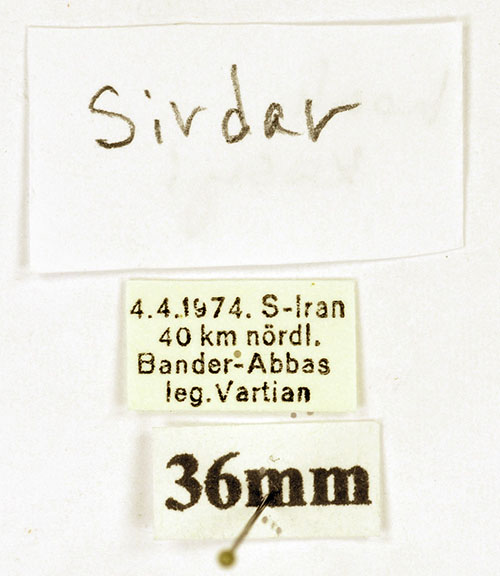 Sirdar
4.4.1974. S-Iran
40 km nördl.
Bander-Abbas
leg. Vartian
36mm